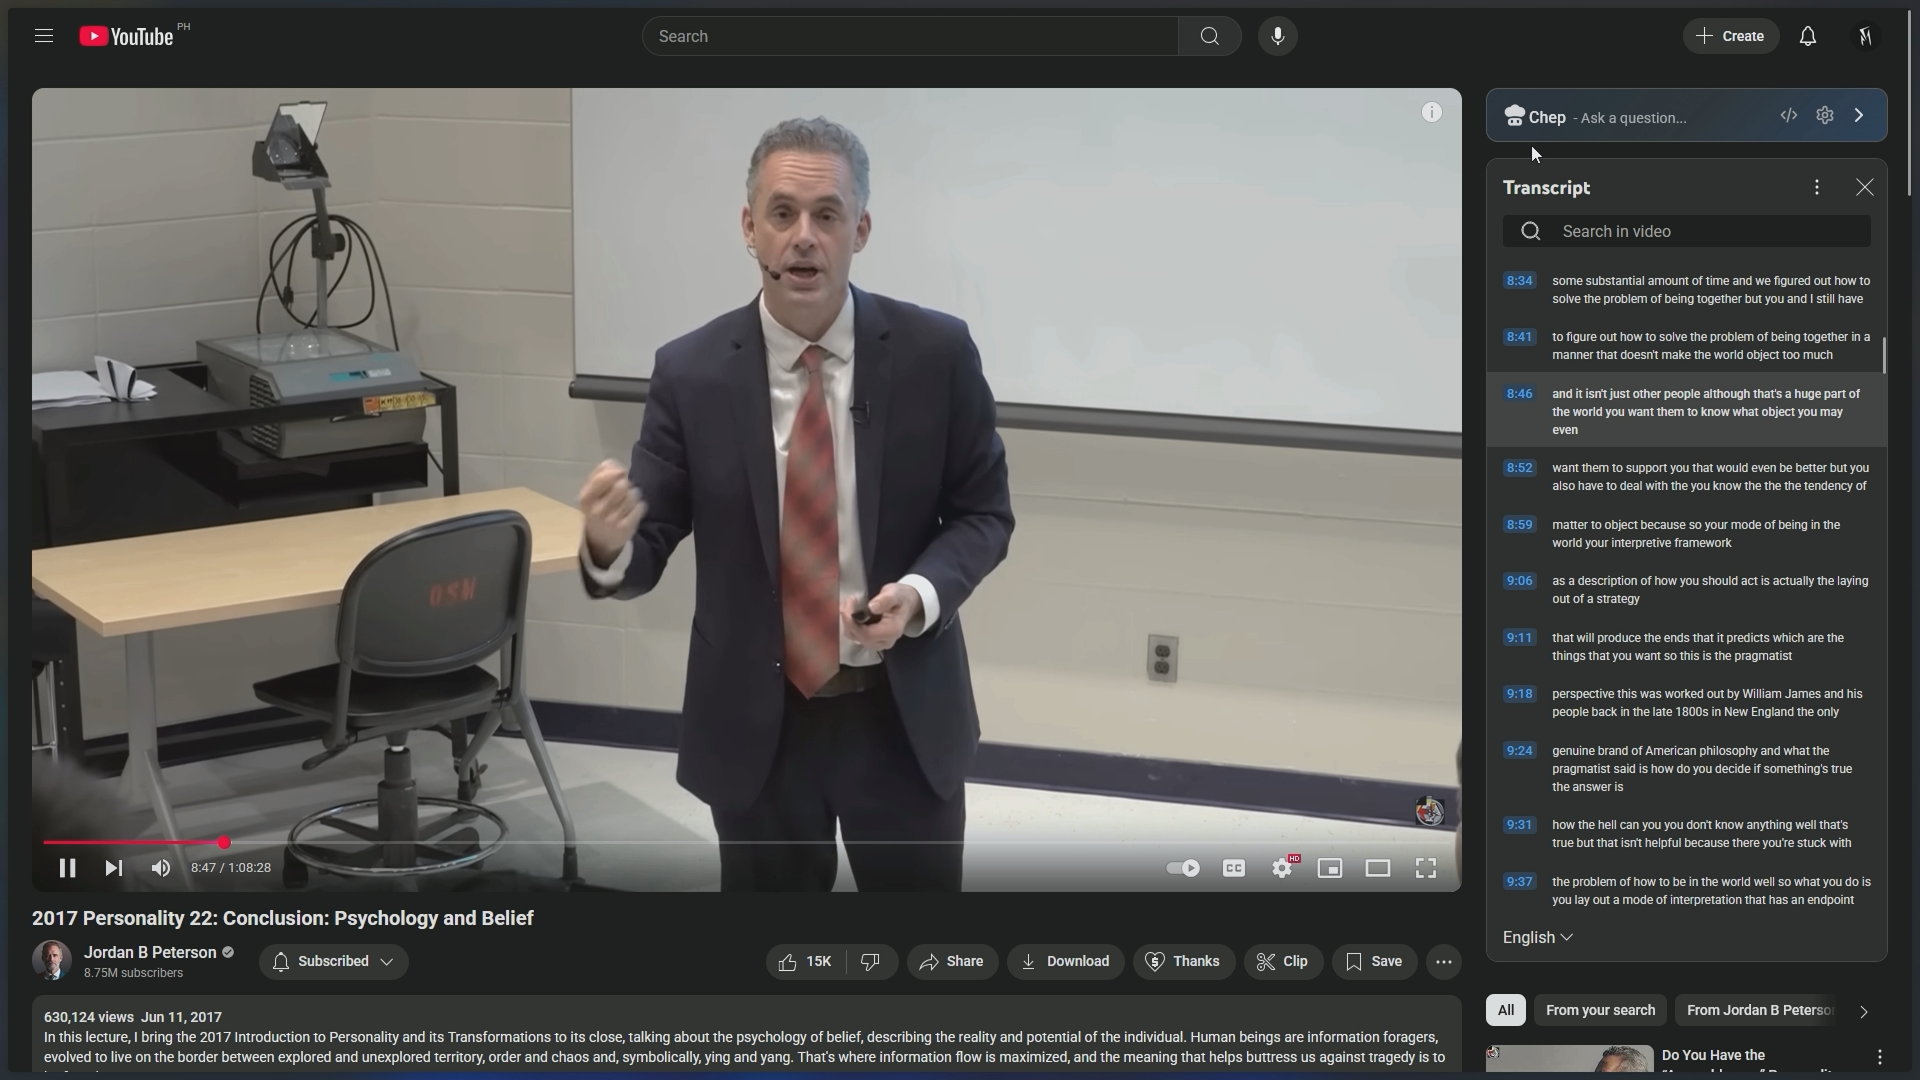 YouTube PH
Search
Create
Chep - Ask a question...
Transcript
Search in video
8:34 some substantial amount of time and we figured out how to
solve the problem of being together but you and I still have
8:41 to figure out how to solve the problem of being together in a
manner that doesn't make the world object too much
8:46 and it isn't just other people although that's a huge part of
the world you want them to know what object you may
even
8:52 want them to support you that would even be better but you
also have to deal with the you know the the the tendency of
8:59 matter to object because so your mode of being in the
world your interpretive framework
9:06 as a description of how you should act is actually the laying
out of a strategy
9:11 that will produce the ends that it predicts which are the
things that you want so this is the pragmatist
9:18 perspective this was worked out by William James and his
people back in the late 1800s in New England the only
9:24 genuine brand of American philosophy and what the
pragmatist said is how do you decide if something's true
the answer is
9:31 how the hell can you you don't know anything well that's
true but that isn't helpful because there you're stuck with
9:37 the problem of how to be in the world well so what you do is
you lay out a mode of interpretation that has an endpoint
English
8:47 / 1:08:28
CC
HD
2017 Personality 22: Conclusion: Psychology and Belief
Jordan B Peterson
8.75M subscribers
Subscribed
15K
Share
Download
Thanks
Clip
Save
630,124 views Jun 11, 2017
In this lecture, I bring the 2017 Introduction to Personality and its Transformations to its close, talking about the psychology of belief, describing the reality and potential of the individual. Human beings are information foragers,
evolved to live on the border between explored and unexplored territory, order and chaos and, symbolically, ying and yang. That's where information flow is maximized, and the meaning that helps buttress us against tragedy is to
All
From your search
From Jordan B Peterso
Do You Have the